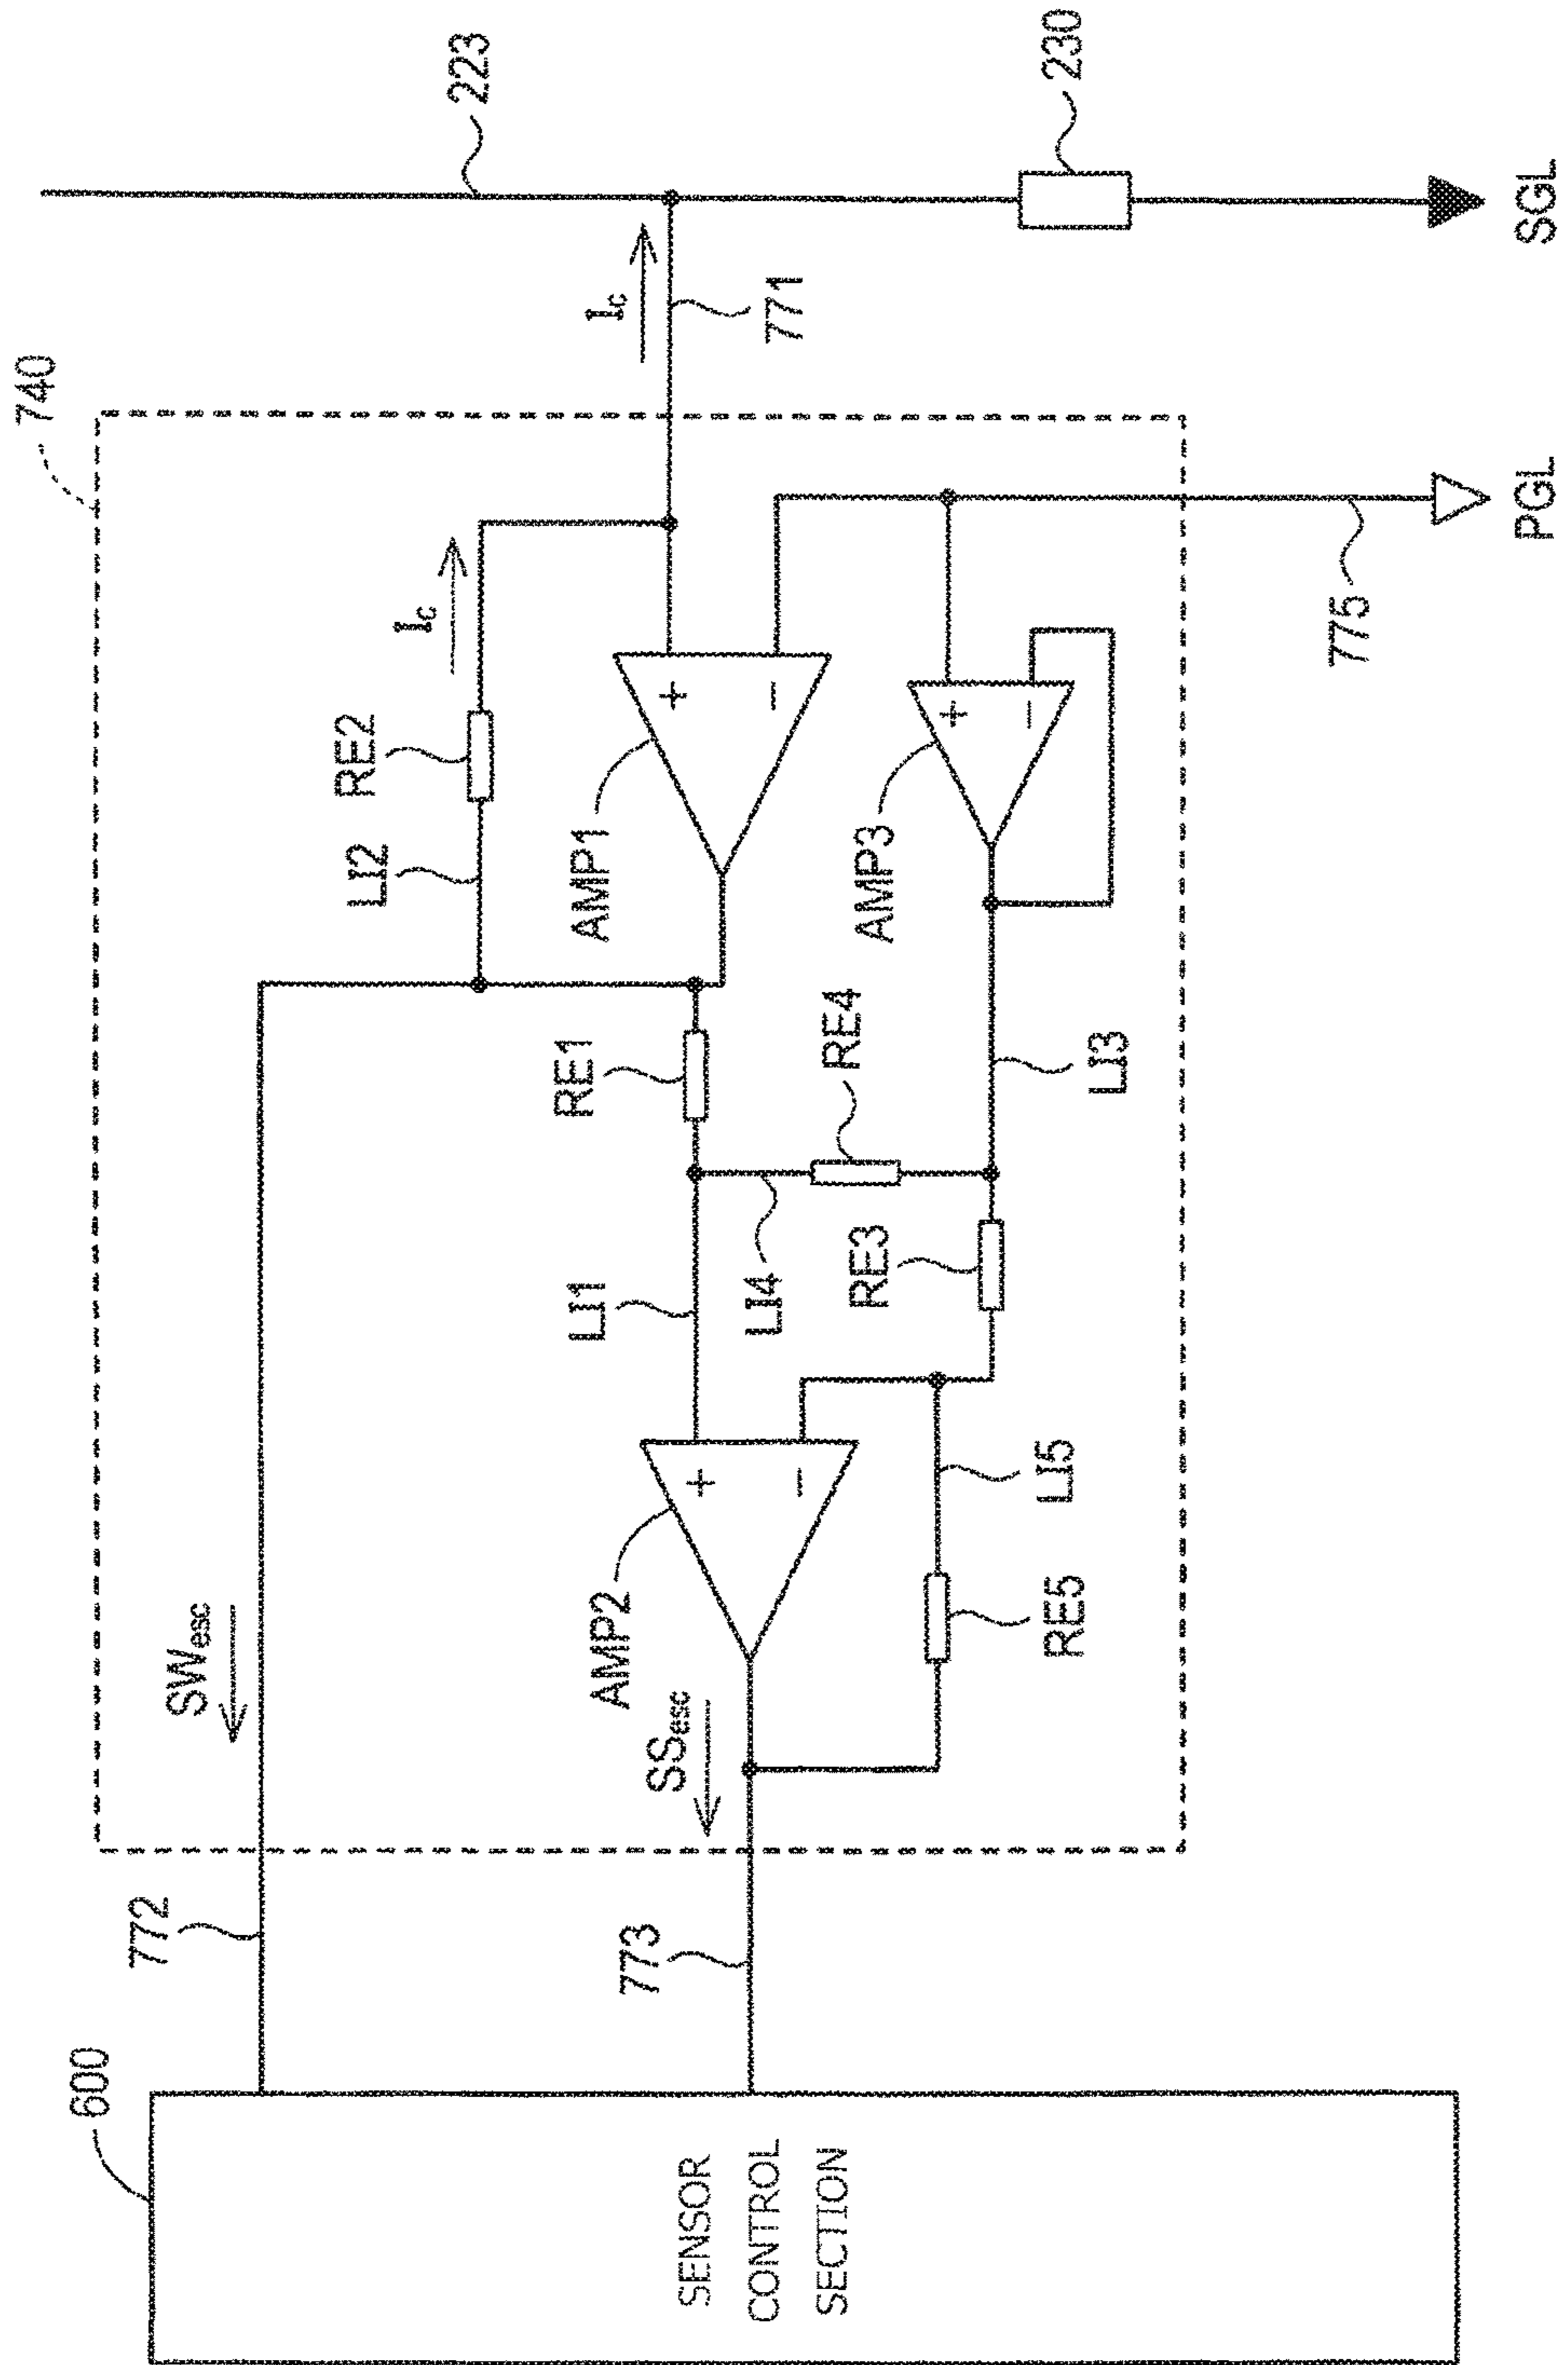 740
223
230
SGL
PGL
775
771
Ic
Ic
RE2
LI2
AMP1
+
−
AMP3
+
−
RE1
RE4
LI3
LI1
LI4
RE3
AMP2
+
−
LI5
RE5
SWesc
SSesc
772
773
600
SENSOR
CONTROL
SECTION